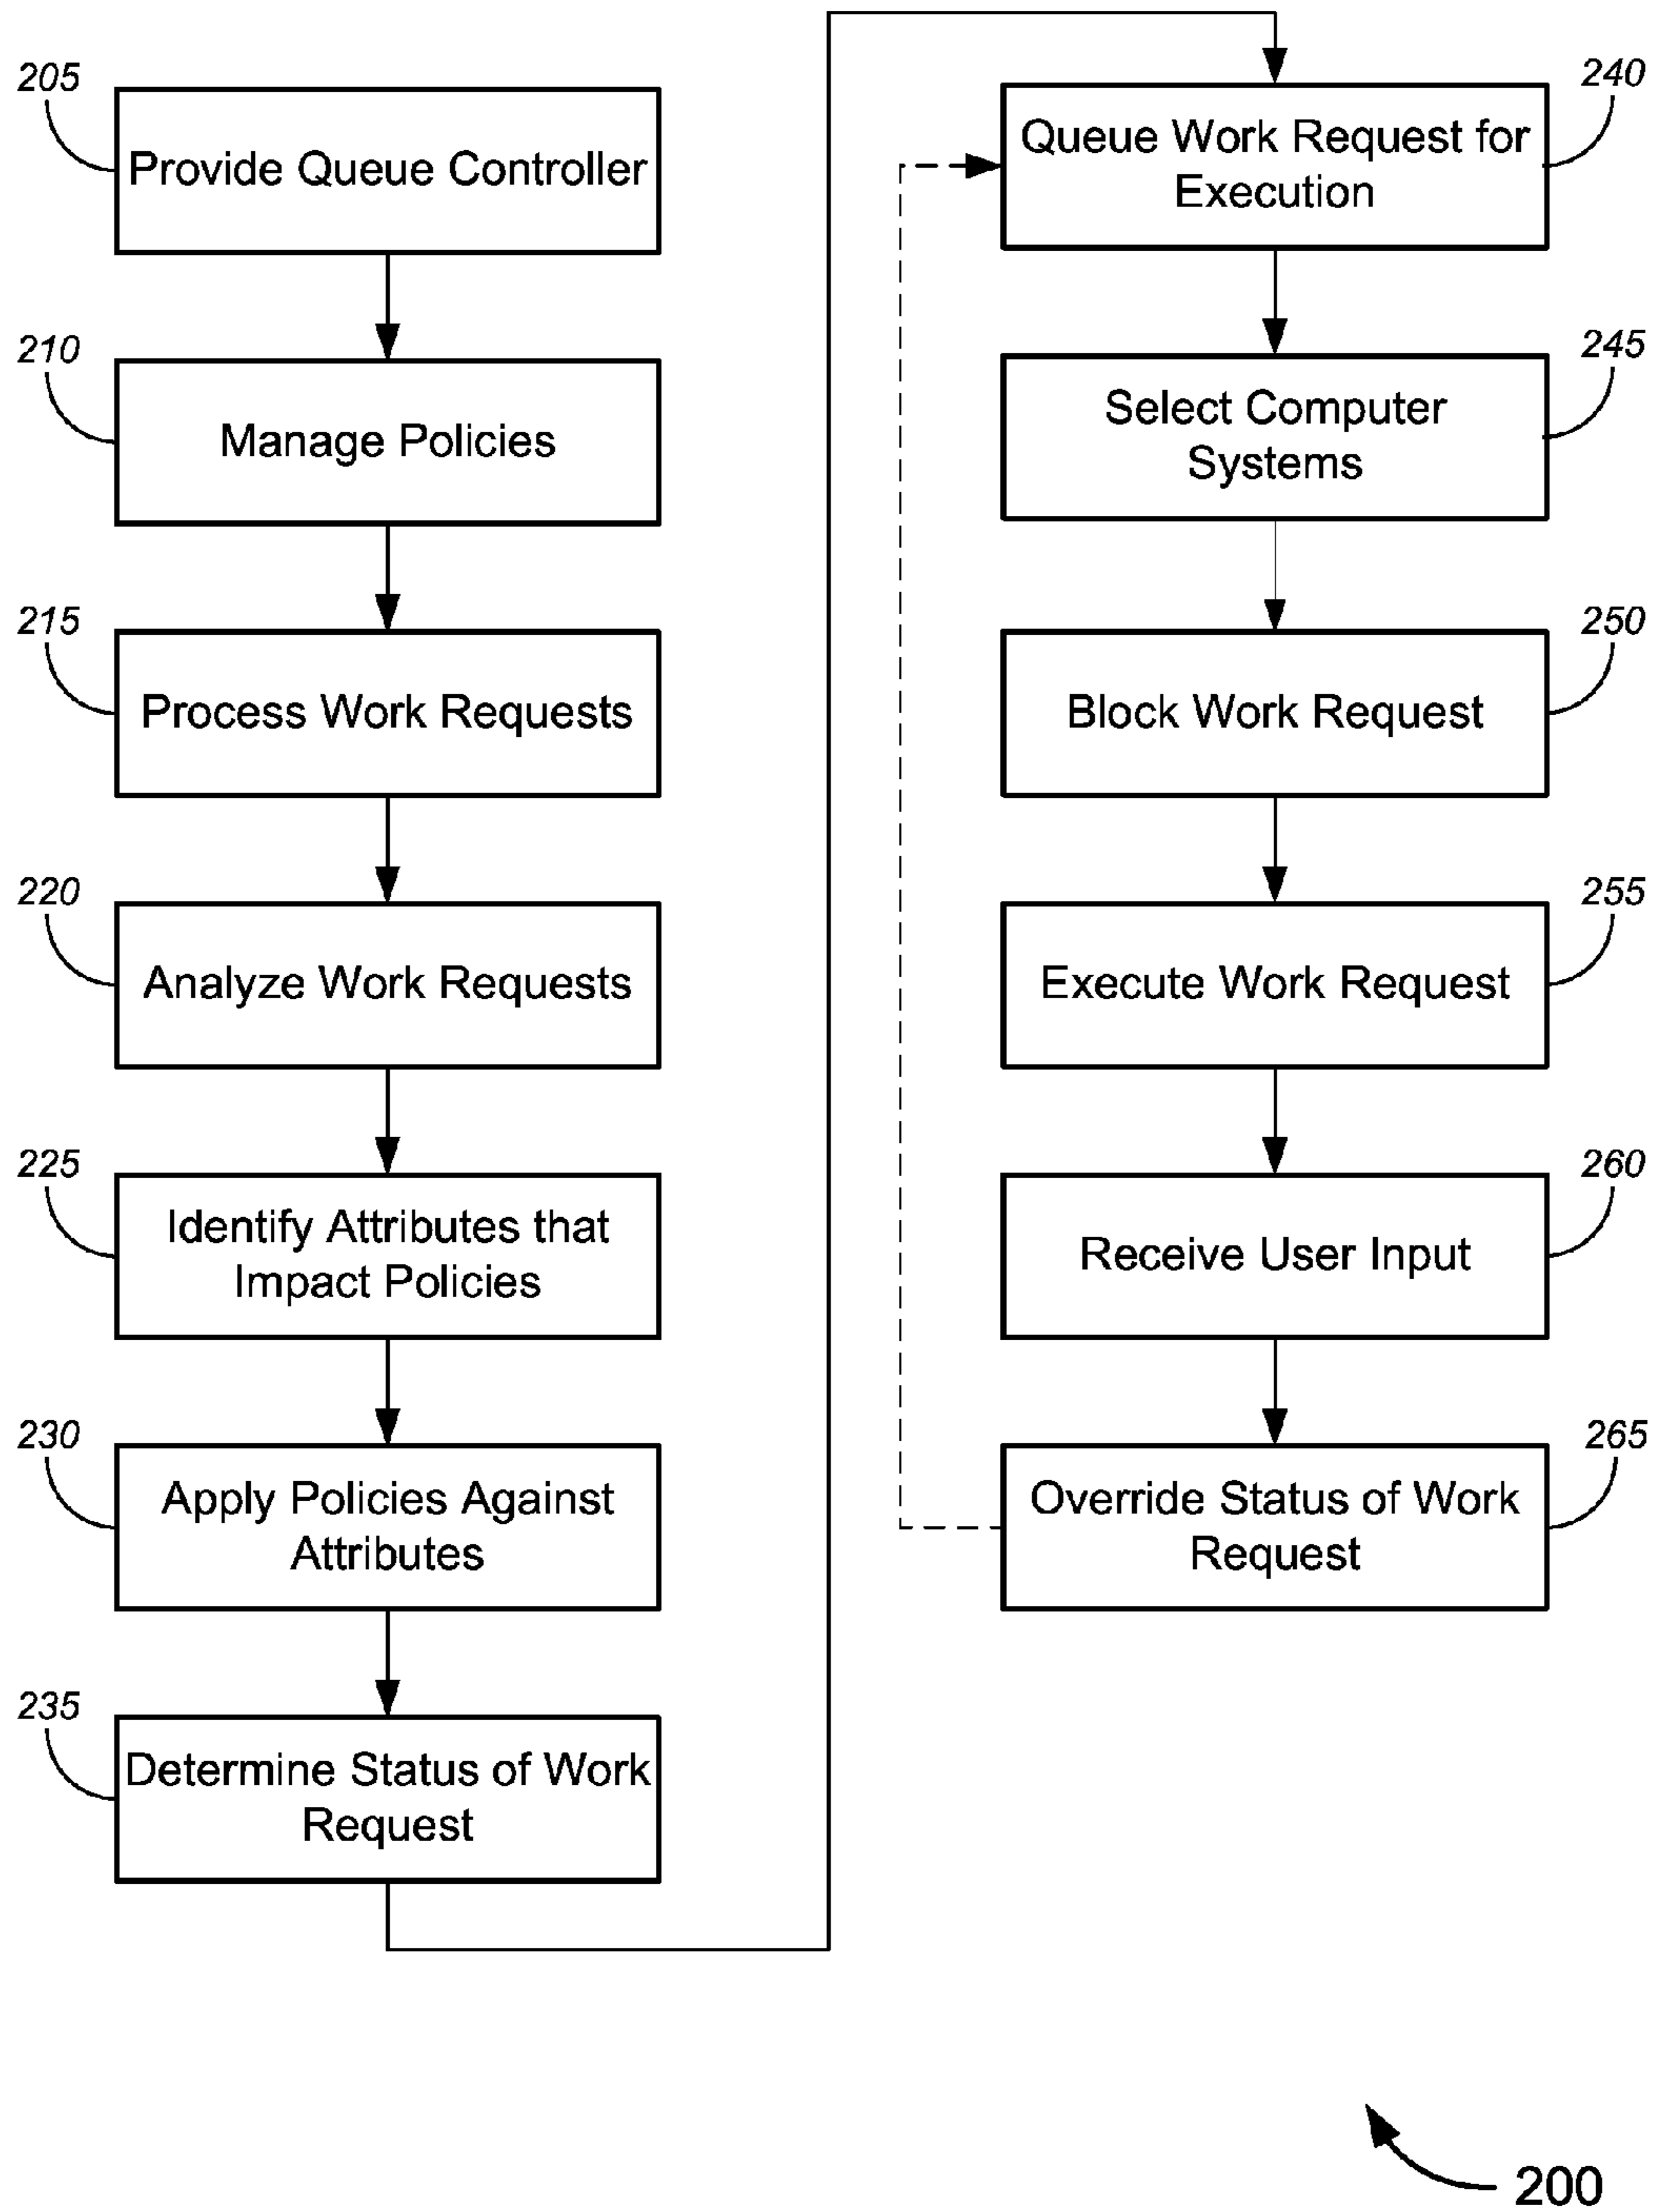 205
Provide Queue Controller
210
Manage Policies
215
Process Work Requests
220
Analyze Work Requests
225
Identify Attributes that
Impact Policies
230
Apply Policies Against
Attributes
235
Determine Status of Work
Request
240
Queue Work Request for
Execution
245
Select Computer
Systems
250
Block Work Request
255
Execute Work Request
260
Receive User Input
265
Override Status of Work
Request
200